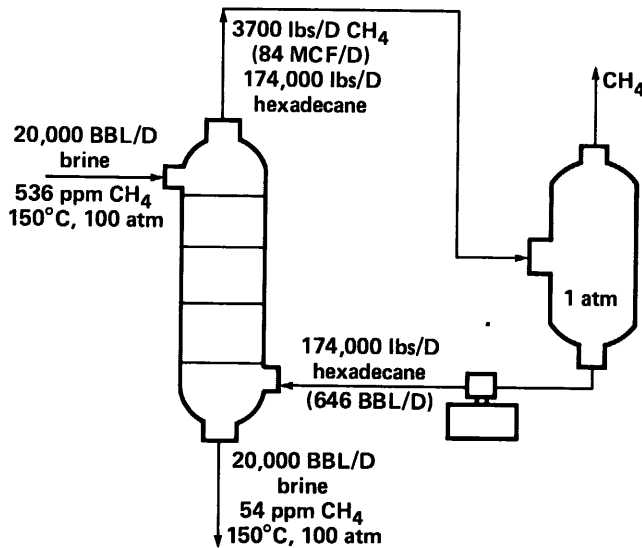 3700 lbs/D CH₄
(84 MCF/D)
174,000 lbs/D
hexadecane
CH₄
20,000 BBL/D
brine
536 ppm CH₄
150°C, 100 atm
1 atm
174,000 lbs/D
hexadecane
(646 BBL/D)
20,000 BBL/D
brine
54 ppm CH₄
150°C, 100 atm